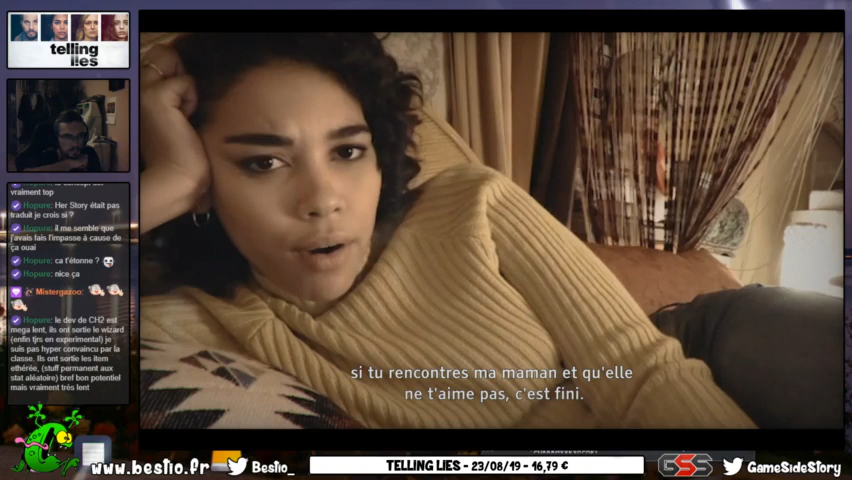 telling
lies
vraiment top
Hopure: Her Story était pas
traduit je crois si ?
Hopure: il me semble que
j'avais fais l'impasse à cause de
ça ouai
Hopure: ca t'étonne ?
Hopure: nice ça
Mistergazoo:
Hopure: le dev de CH2 est
mega lent, ils ont sortie le wizard
(enfin tjrs en experimental) je
suis pas hyper convaincu par la
classe. Ils ont sortie les item
ethérée, (stuff permanent aux
stat aléatoire) bref bon potentiel
mais vraiment très lent
si tu rencontres ma maman et qu'elle
ne t'aime pas, c'est fini.
www.bestio.fr
Bestio_
TELLING LIES - 23/08/19 - 16,79 €
GSS
GameSideStory